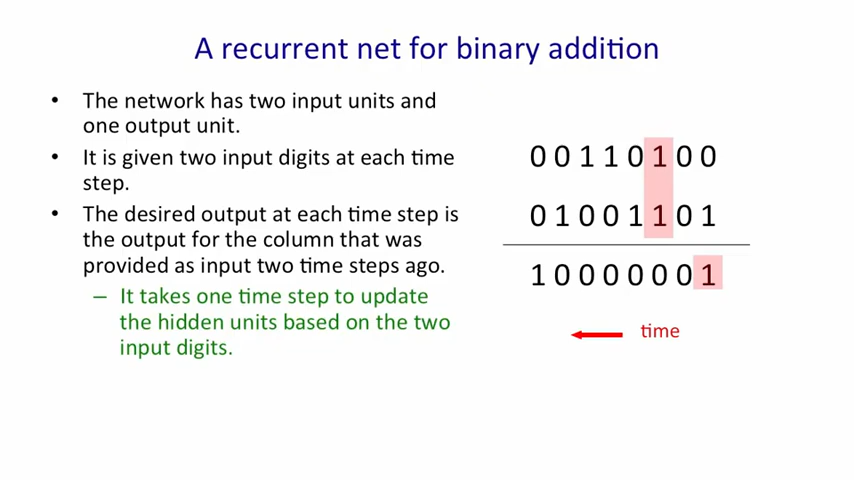 A recurrent net for binary addition
• The network has two input units and
one output unit.
• It is given two input digits at each time
step.
• The desired output at each time step is
the output for the column that was
provided as input two time steps ago.
– It takes one time step to update
the hidden units based on the two
input digits.
0 0 1 1 0 1 0 0
0 1 0 0 1 1 0 1
1 0 0 0 0 0 0 1
time